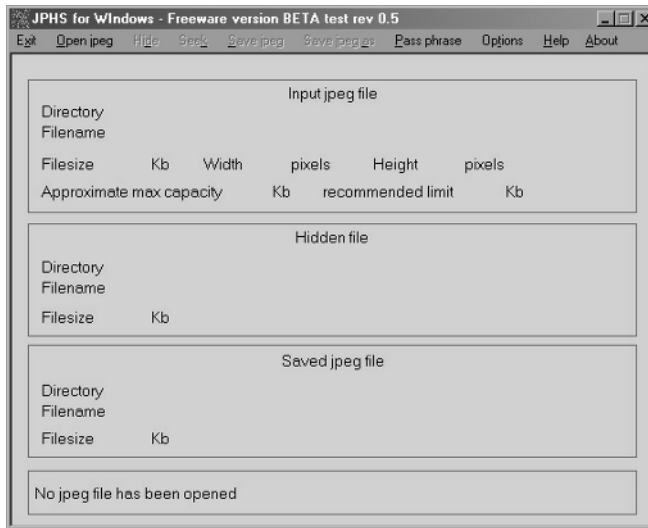 JPHS for WIndows - Freeware version BETA test rev 0.5
Exit Open jpeg Hide Seek Save jpeg Save jpeg as Pass phrase Options Help About
Input jpeg file
Directory
Filename
Filesize Kb Width pixels Height pixels
Approximate max capacity Kb recommended limit Kb
Hidden file
Directory
Filename
Filesize Kb
Saved jpeg file
Directory
Filename
Filesize Kb
No jpeg file has been opened